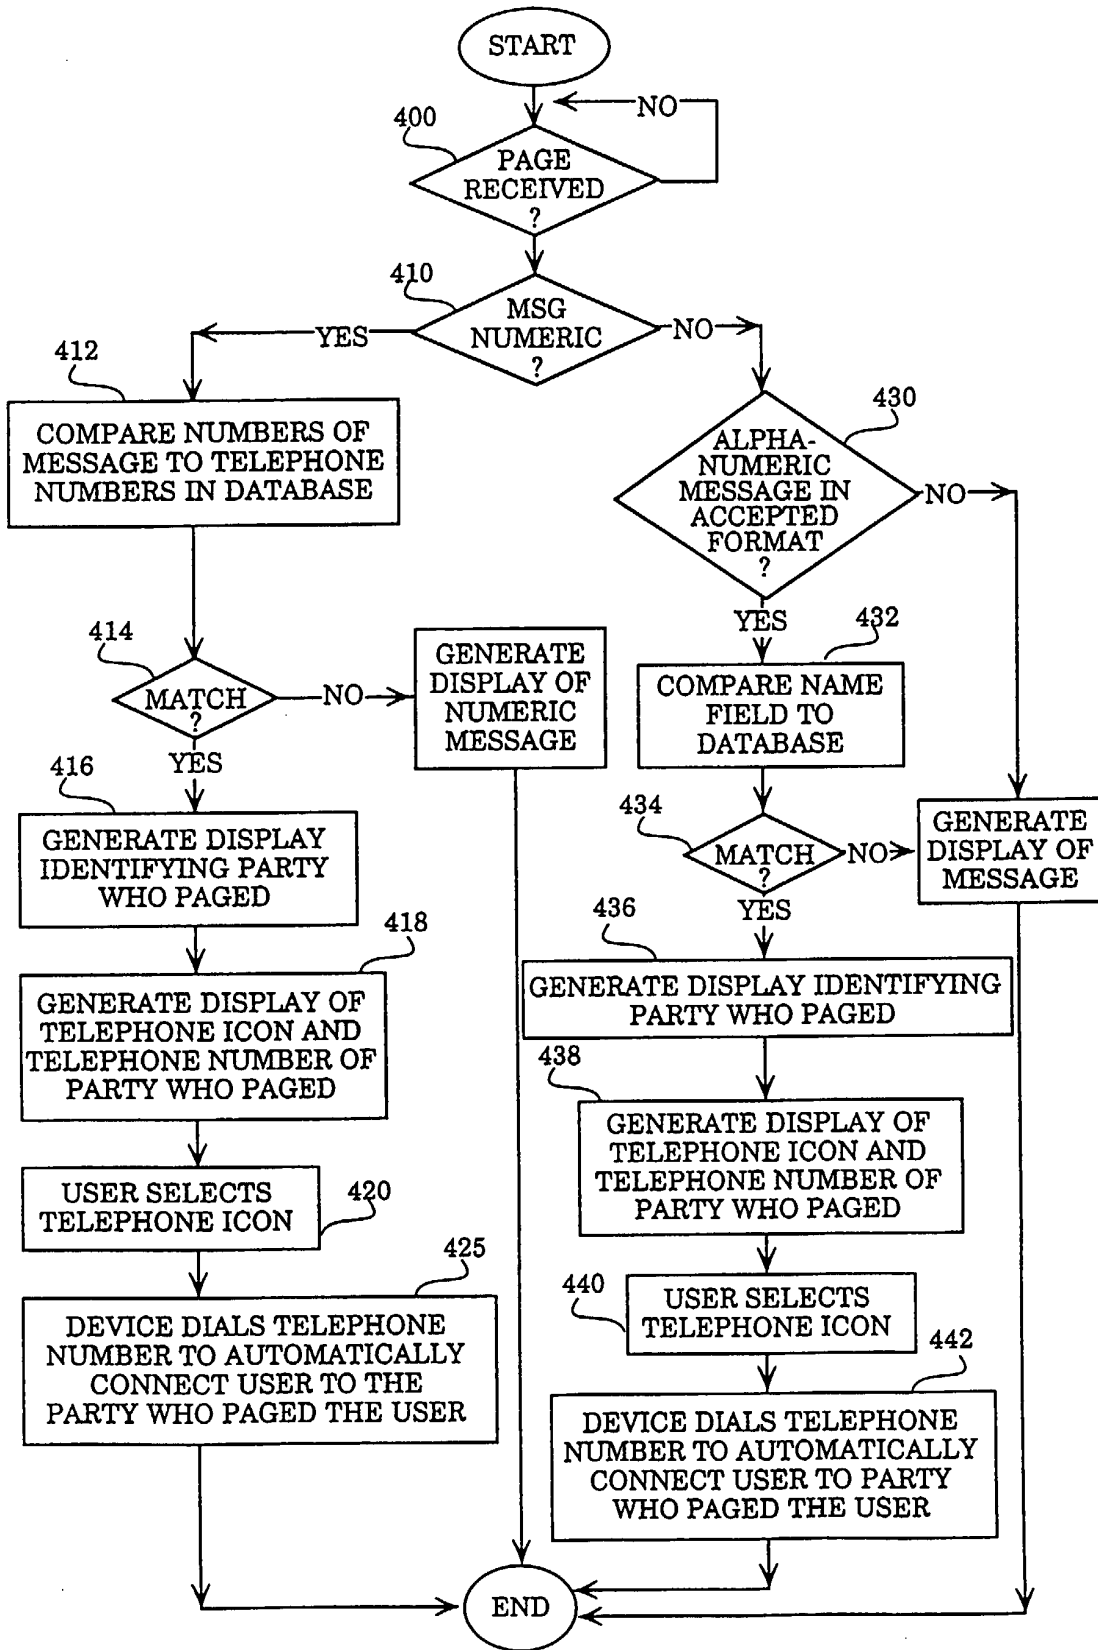 START
NO
400
PAGE
RECEIVED
?
410
MSG
NUMERIC
?
YES
NO
412
COMPARE NUMBERS OF
MESSAGE TO TELEPHONE
NUMBERS IN DATABASE
430
ALPHA-
NUMERIC
MESSAGE IN
ACCEPTED
FORMAT
?
NO
YES
414
MATCH
?
NO
YES
GENERATE
DISPLAY OF
NUMERIC
MESSAGE
432
COMPARE NAME
FIELD TO
DATABASE
434
MATCH
?
NO
YES
GENERATE
DISPLAY OF
MESSAGE
416
GENERATE DISPLAY
IDENTIFYING PARTY
WHO PAGED
418
GENERATE DISPLAY OF
TELEPHONE ICON AND
TELEPHONE NUMBER OF
PARTY WHO PAGED
USER SELECTS
TELEPHONE ICON
420
425
DEVICE DIALS TELEPHONE
NUMBER TO AUTOMATICALLY
CONNECT USER TO THE
PARTY WHO PAGED THE USER
436
GENERATE DISPLAY IDENTIFYING
PARTY WHO PAGED
438
GENERATE DISPLAY OF
TELEPHONE ICON AND
TELEPHONE NUMBER OF
PARTY WHO PAGED
440
USER SELECTS
TELEPHONE ICON
442
DEVICE DIALS TELEPHONE
NUMBER TO AUTOMATICALLY
CONNECT USER TO PARTY
WHO PAGED THE USER
END